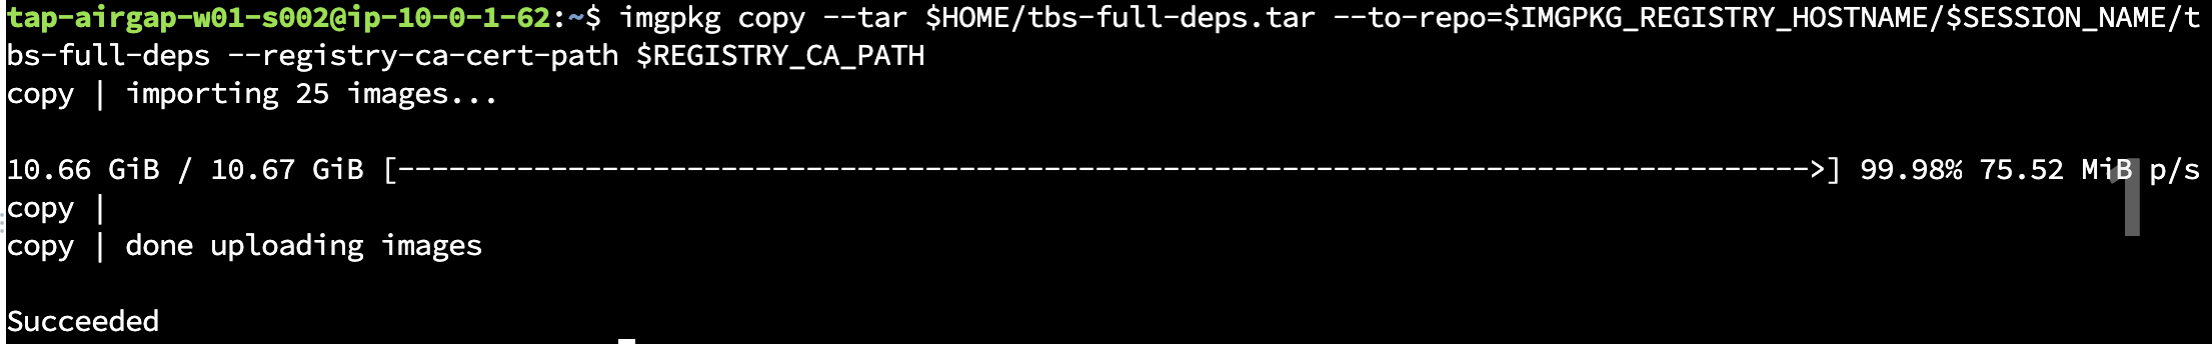 tap-airgap-w01-s002@ip-10-0-1-62:~$ imgpkg copy --tar $HOME/tbs-full-deps.tar --to-repo=$IMGPKG_REGISTRY_HOSTNAME/$SESSION_NAME/t
bs-full-deps --registry-ca-cert-path $REGISTRY_CA_PATH
copy | importing 25 images...
10.66 GiB / 10.67 GiB [----------------------------------------------------------------------------------->] 99.98% 75.52 MiB p/s
copy |
copy | done uploading images
Succeeded